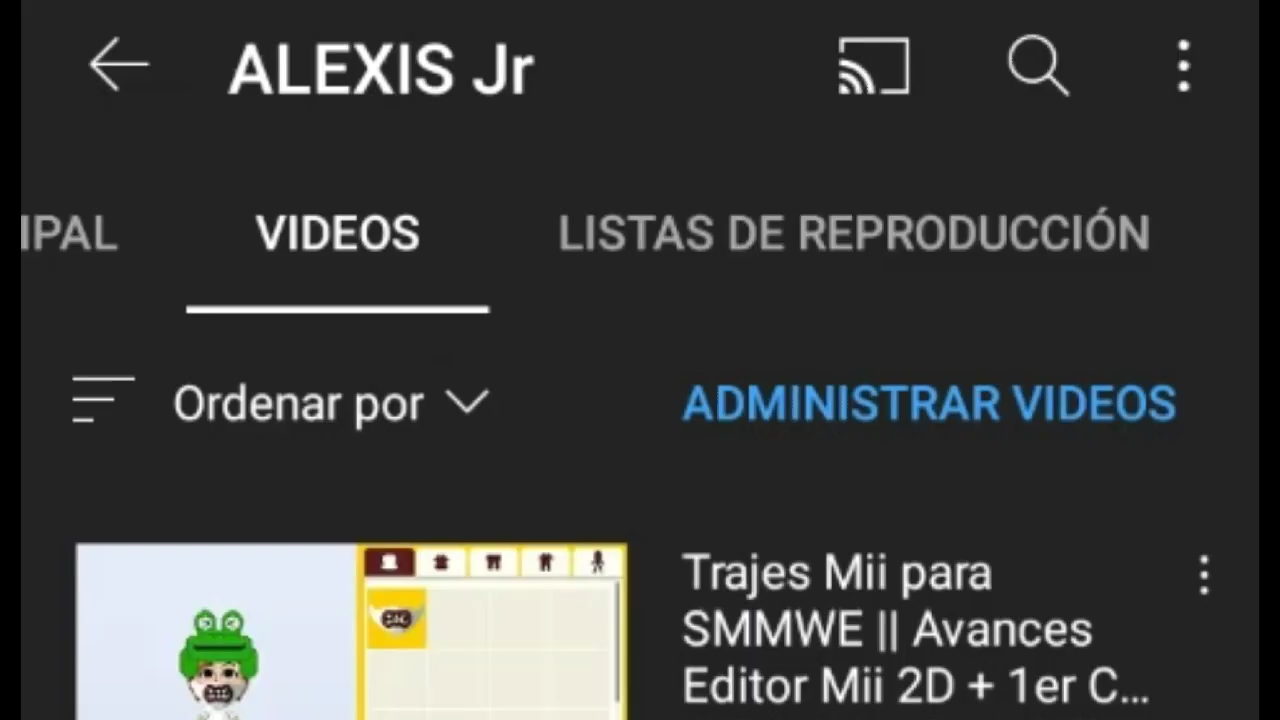 ALEXIS Jr
IPAL VIDEOS LISTAS DE REPRODUCCIÓN
Ordenar por ADMINISTRAR VIDEOS
Trajes Mii para
SMMWE || Avances
Editor Mii 2D + 1er C...